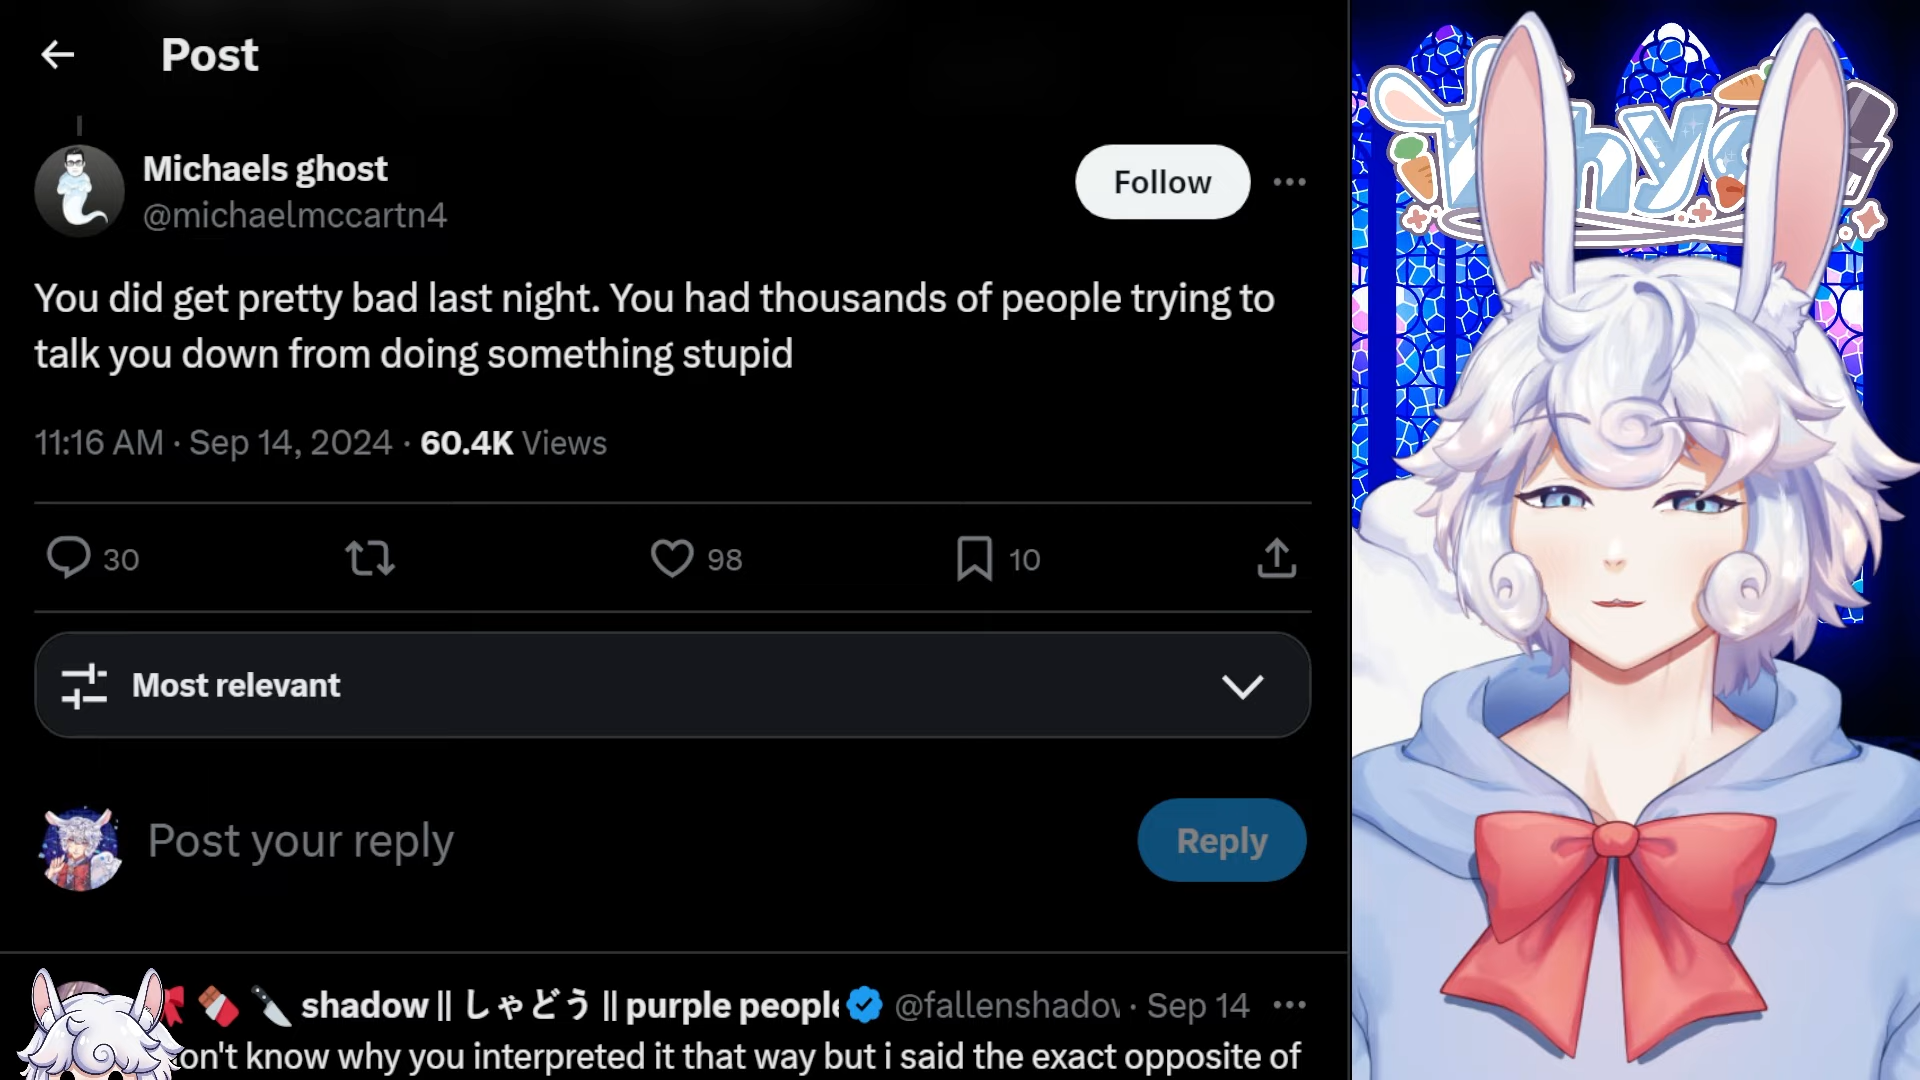 Post
Michaels ghost
@michaelmccartn4
Follow
You did get pretty bad last night. You had thousands of people trying to
talk you down from doing something stupid
11:16 AM · Sep 14, 2024 · 60.4K Views
30
98
10
Most relevant
Post your reply
Reply
shadow || しゃどう || purple people
@fallenshadow · Sep 14
on't know why you interpreted it that way but i said the exact opposite of